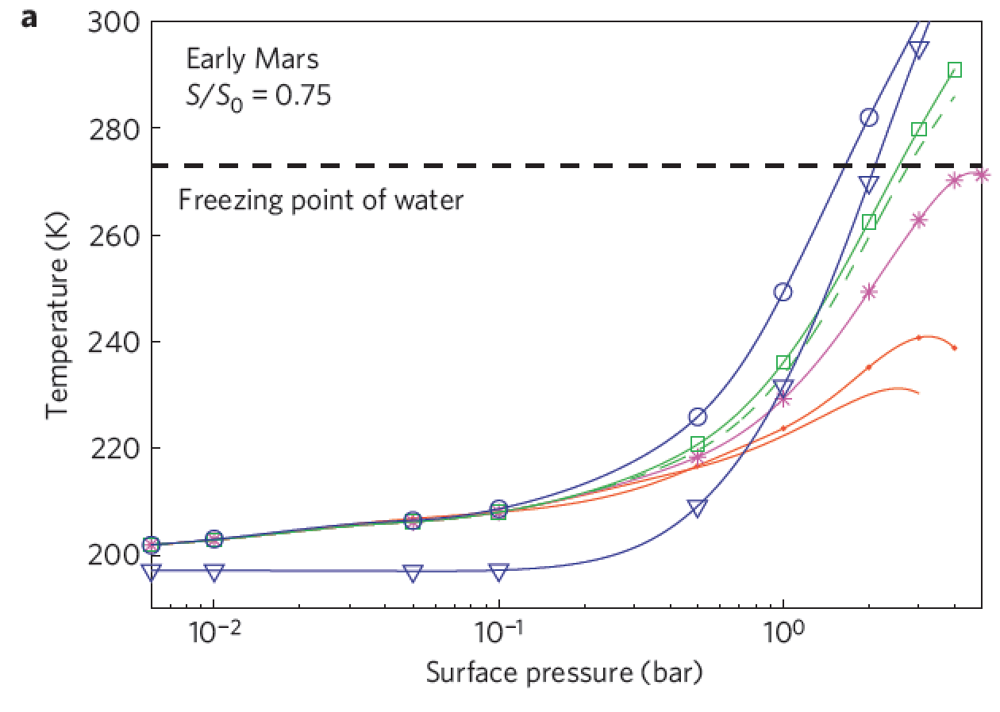 a
300
280
260
240
220
200
Temperature (K)
Early Mars
S/S₀ = 0.75
Freezing point of water
10⁻²
10⁻¹
10⁰
Surface pressure (bar)